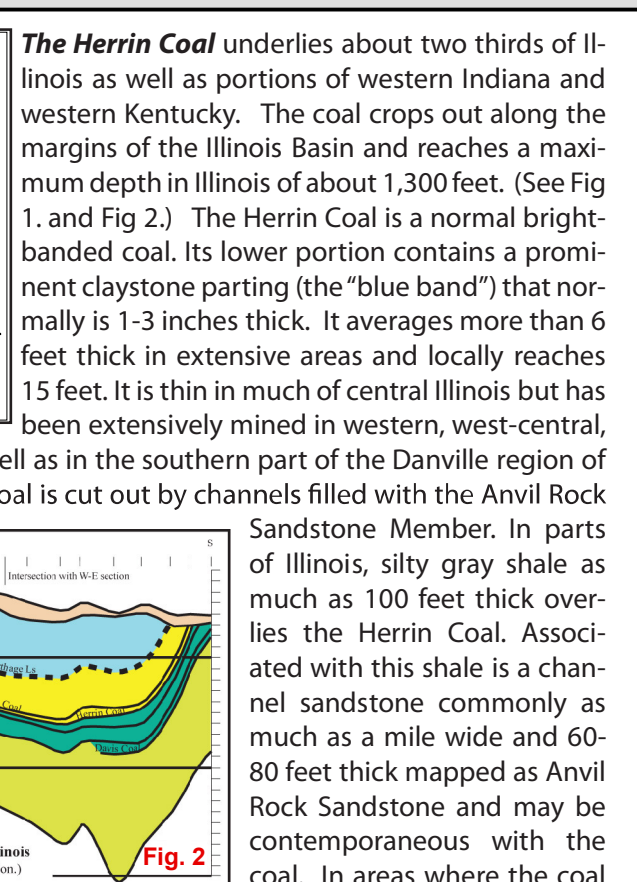 The Herrin Coal underlies about two thirds of Il-
linois as well as portions of western Indiana and
western Kentucky. The coal crops out along the
margins of the Illinois Basin and reaches a maxi-
mum depth in Illinois of about 1,300 feet. (See Fig
1. and Fig 2.) The Herrin Coal is a normal bright-
banded coal. Its lower portion contains a promi-
nent claystone parting (the “blue band”) that nor-
mally is 1-3 inches thick. It averages more than 6
feet thick in extensive areas and locally reaches
15 feet. It is thin in much of central Illinois but has
been extensively mined in western, west-central,
ell as in the southern part of the Danville region of
oal is cut out by channels filled with the Anvil Rock
Sandstone Member. In parts
of Illinois, silty gray shale as
much as 100 feet thick over-
lies the Herrin Coal. Associ-
ated with this shale is a chan-
nel sandstone commonly as
much as a mile wide and 60-
80 feet thick mapped as Anvil
Rock Sandstone and may be
contemporaneous with the
coal. In areas where the coal
S
Intersection with W-E section
thage Ls
Coal
Herrin Coal
Davis Coal
inois
on.)
Fig. 2